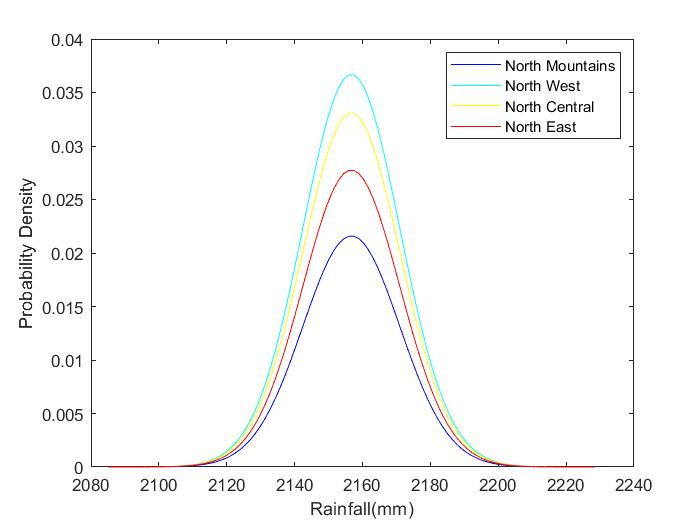 0.04
0.035
0.03
0.025
0.02
0.015
0.01
0.005
0
Probability Density
North Mountains
North West
North Central
North East
2080 2100 2120 2140 2160 2180 2200 2220 2240
Rainfall(mm)